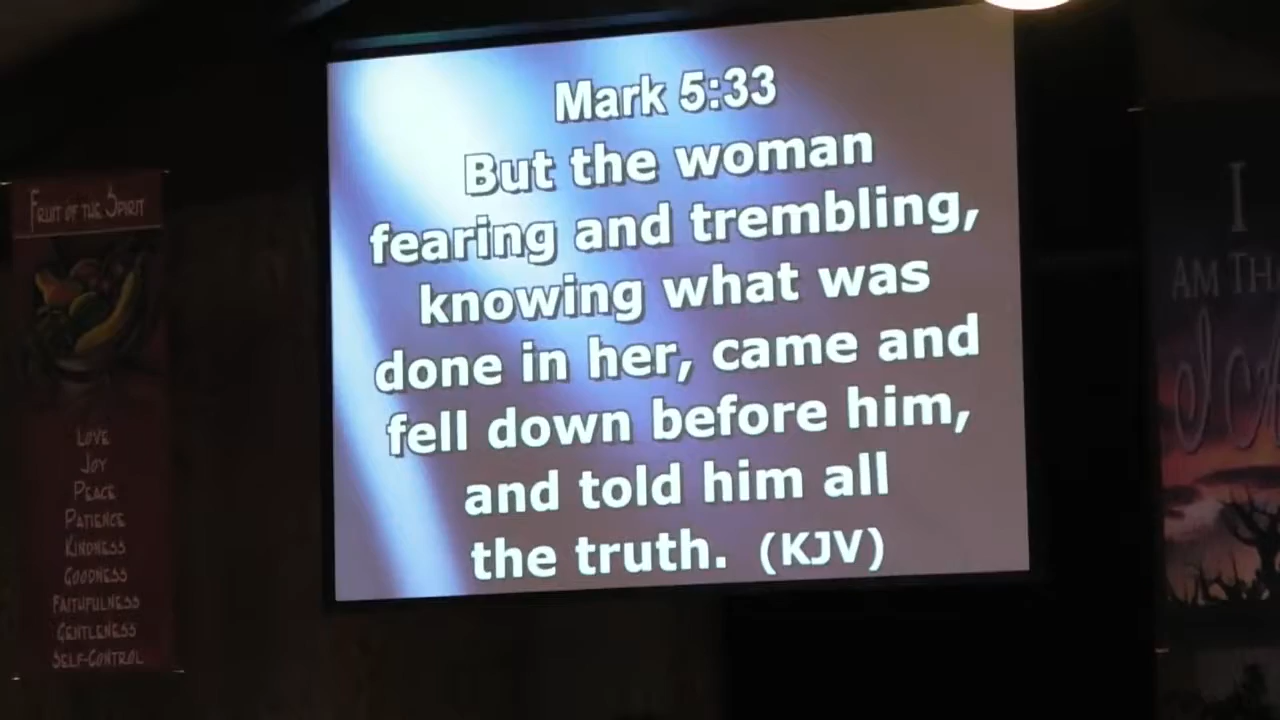 Mark 5:33
But the woman
fearing and trembling,
knowing what was
done in her, came and
fell down before him,
and told him all
the truth. (KJV)
FRUIT OF THE SPIRIT
LOVE
JOY
PEACE
PATIENCE
KINDNESS
GOODNESS
FAITHFULNESS
GENTLENESS
SELF-CONTROL
I
AM